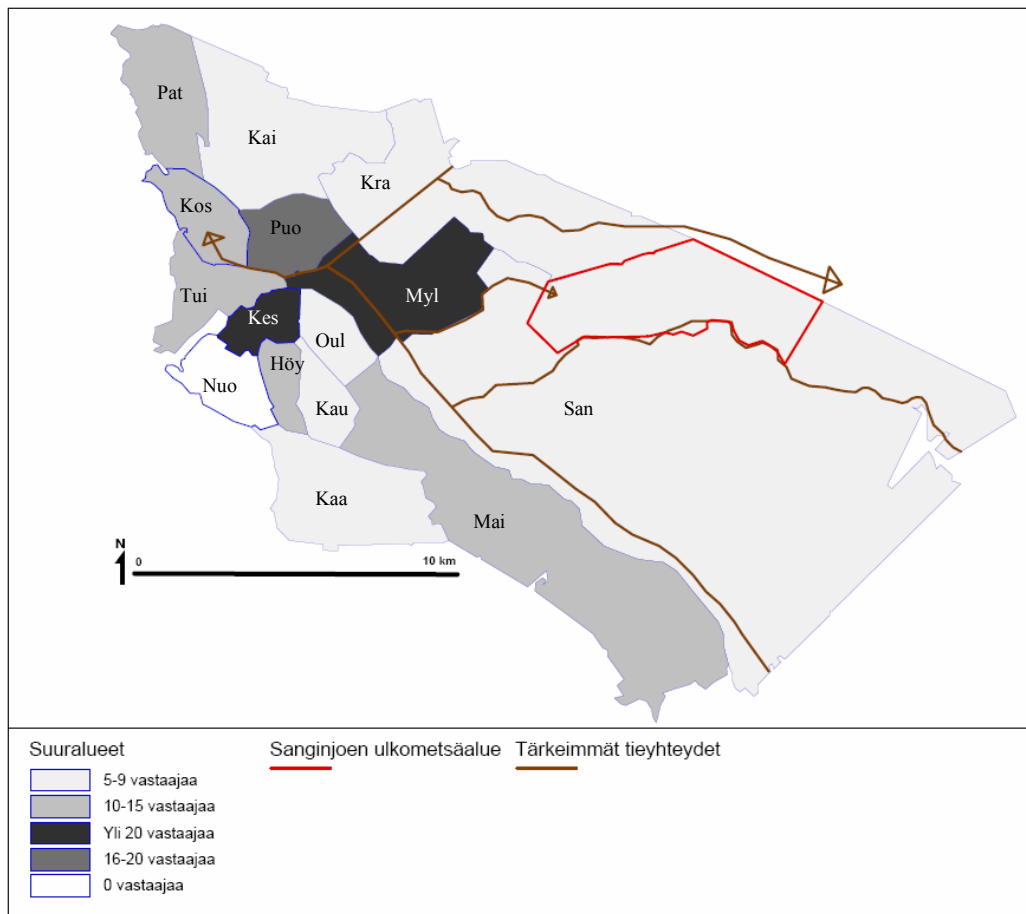 Pat
Kai
Kra
Kos
Puo
Tui
Myl
Kes
Oul
Höy
Nuo
Kau
San
Kaa
Mai
N
0 10 km
Suuralueet
5-9 vastaajaa
10-15 vastaajaa
Yli 20 vastaajaa
16-20 vastaajaa
0 vastaajaa
Sanginjoen ulkometsäalue
Tärkeimmät tieyhteydet